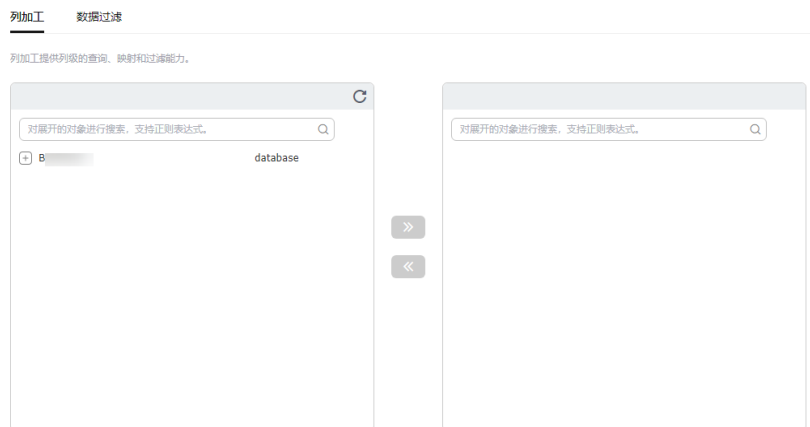 列加工 数据过滤
列加工提供列级的查询、映射和过滤能力。
对展开的对象进行搜索，支持正则表达式。 对展开的对象进行搜索，支持正则表达式。
B database